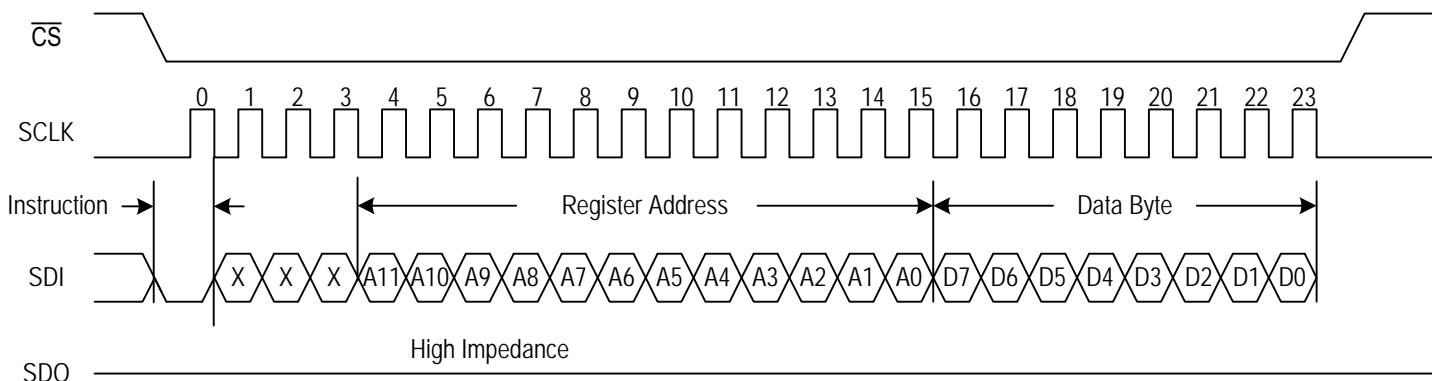 CS
0 1 2 3 4 5 6 7 8 9 10 11 12 13 14 15 16 17 18 19 20 21 22 23
SCLK
Instruction Register Address Data Byte
SDI X X X A11 A10 A9 A8 A7 A6 A5 A4 A3 A2 A1 A0 D7 D6 D5 D4 D3 D2 D1 D0
High Impedance
SDO